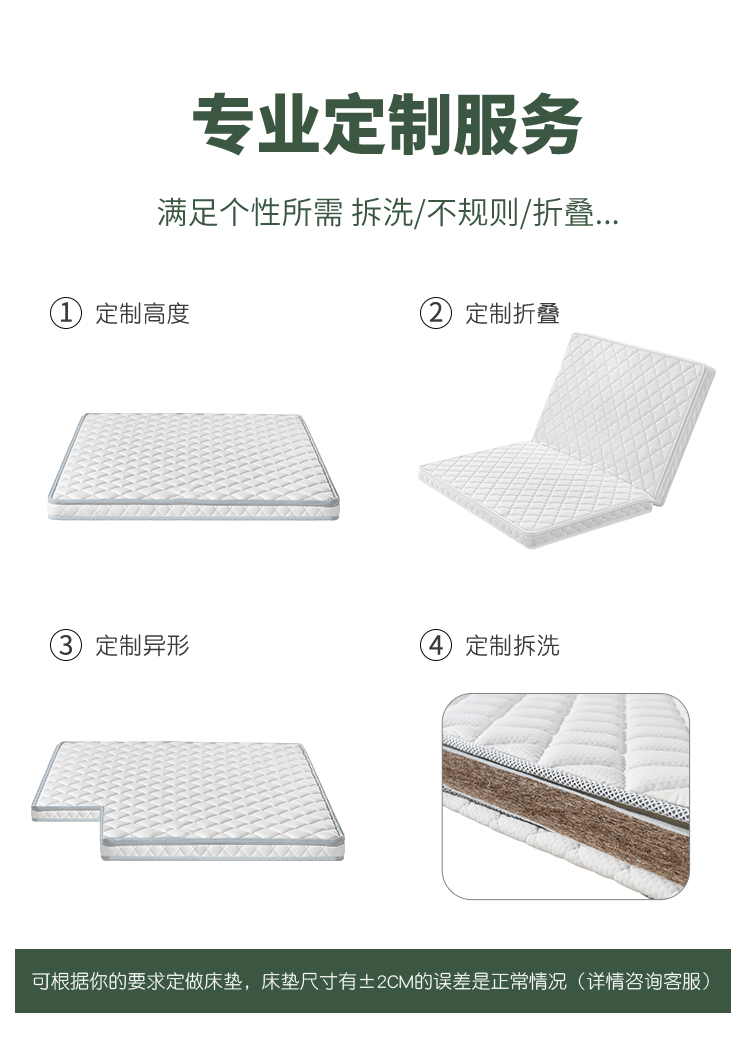 专业定制服务
满足个性所需 拆洗/不规则/折叠...
① 定制高度
② 定制折叠
③ 定制异形
④ 定制拆洗
可根据你的要求定做床垫，床垫尺寸有±2CM的误差是正常情况（详情咨询客服）